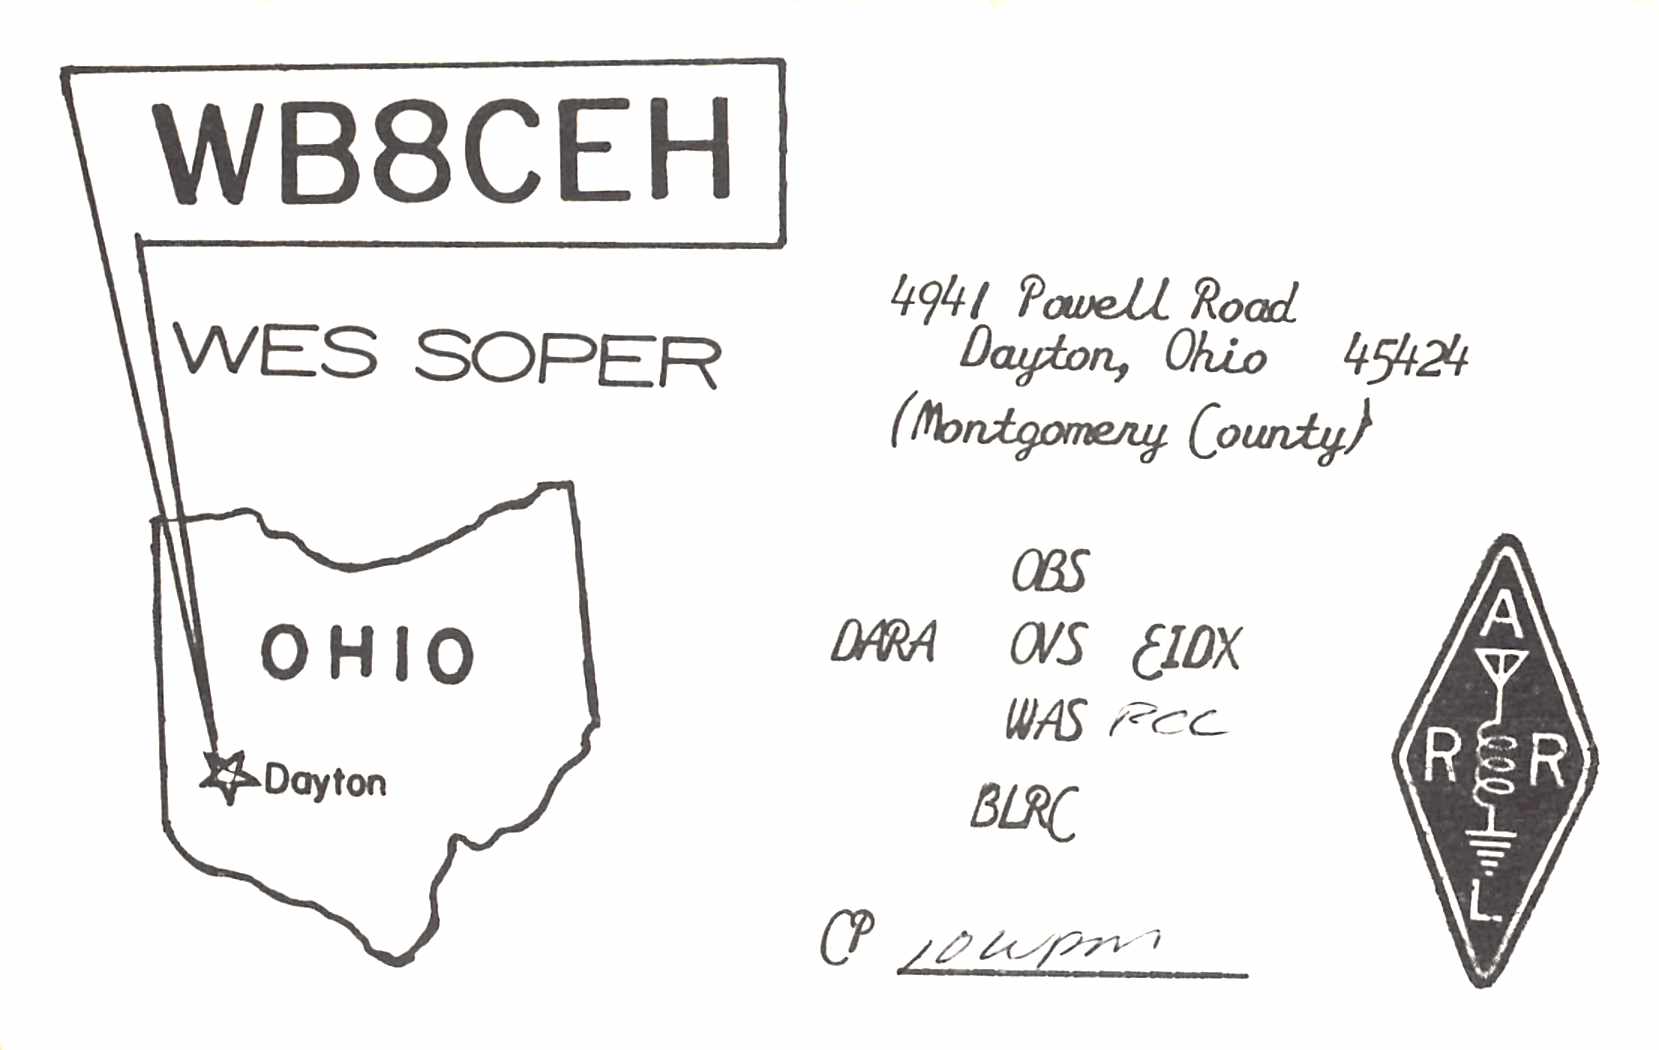 WB8CEH
WES SOPER
4941 Powell Road
Dayton, Ohio 45424
(Montgomery County)
OHIO
Dayton
OBS
DARA OVS EIDX
WAS RCC
BLRC
CP 10 wpm
A
R R
L